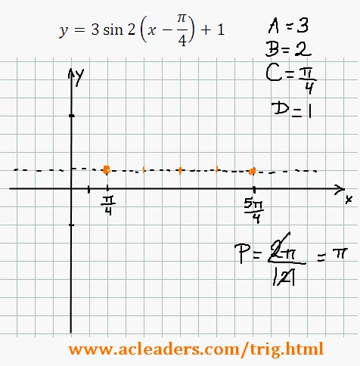 y = 3 sin 2 (x − π/4) + 1
A = 3
B = 2
C = π/4
D = 1
y
x
π/4
5π/4
P = 2π/|2| = π
www.acleaders.com/trig.html